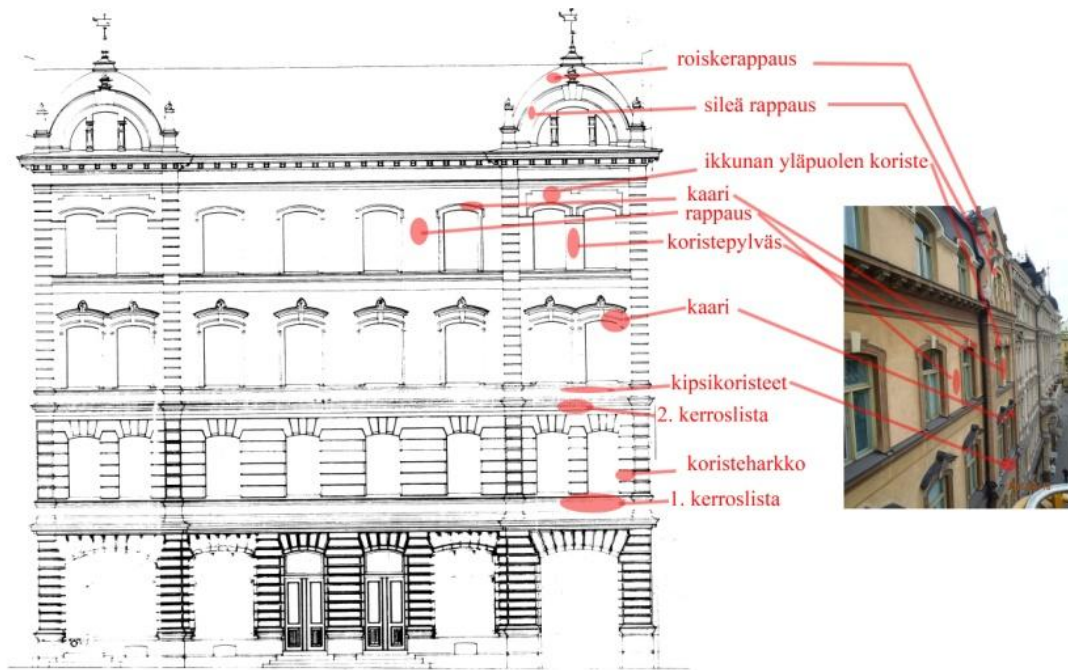 roiskerappaus
sileä rappaus
ikkunan yläpuolen koriste
kaari
rappaus
koristepylväs
kaari
kipsikoristeet
2. kerroslista
koristeharkko
1. kerroslista